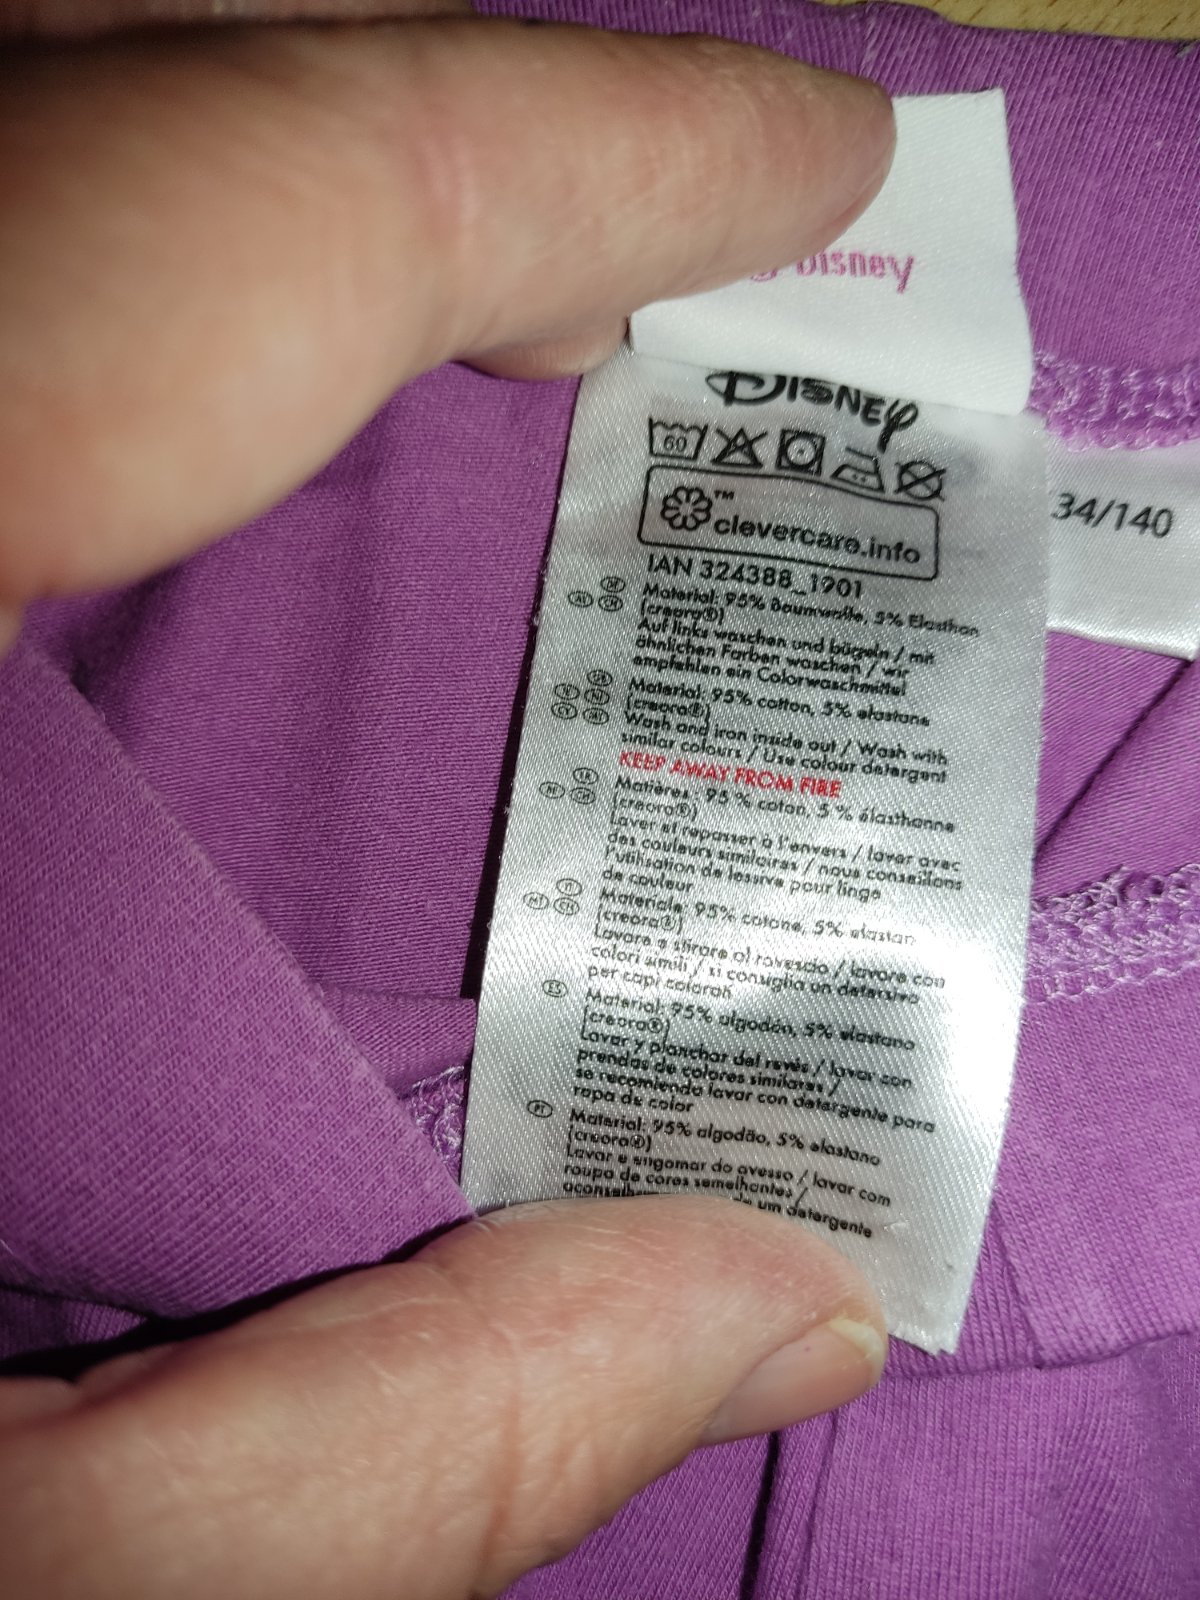 Disney
DISNEY
60
™
clevercare.info
34/140
IAN 324388_1901
DE
AT CH
Material: 95% Baumwolle, 5% Elasthan
(creora®)
Auf links waschen und bügeln / mit
ähnlichen Farben waschen / wir
empfehlen ein Colorwaschmittel
Material: 95% cotton, 5% elastane
(creora®)
Wash and iron inside out / Wash with
similar colours / Use colour detergent
KEEP AWAY FROM FIRE
Matières: 95 % coton, 5 % élasthanne
(creora®)
Laver et repasser à l'envers / laver avec
des couleurs similaires / nous conseillons
l'utilisation de lessive pour linge
de couleur
Materiale: 95% cotone, 5% elastan
(creora®)
Lavare e stirare al rovescio / lavare con
colori simili / si consiglia un detersivo
per capi colorati
ES
Material: 95% algodón, 5% elastano
(creora®)
Lavar y planchar del revés / lavar con
prendas de colores similares /
se recomienda lavar con detergente para
ropa de color
PT
Material: 95% algodão, 5% elastano
(creora®)
Lavar e engomar do avesso / lavar com
roupa de cores semelhantes /
um detergente